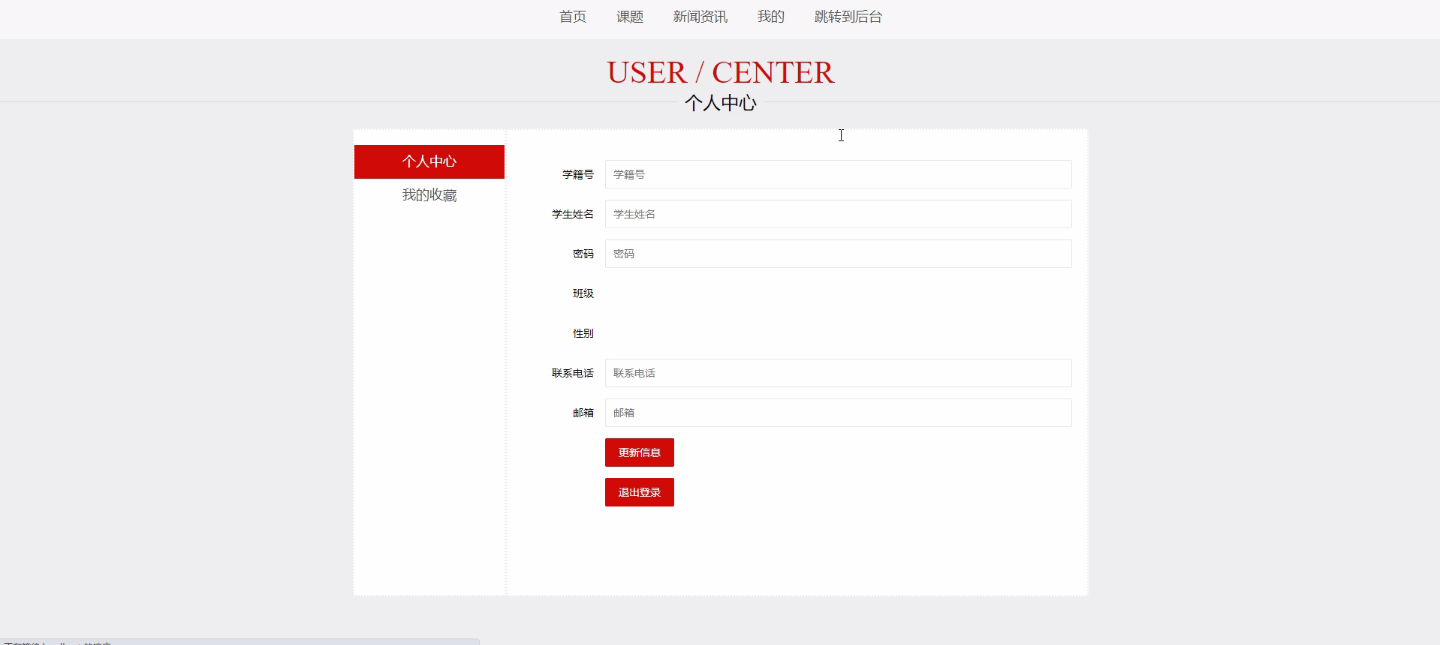 首页 课题 新闻资讯 我的 跳转到后台
USER / CENTER
个人中心
个人中心
我的收藏
学籍号 学籍号
学生姓名 学生姓名
密码 密码
班级
性别
联系电话 联系电话
邮箱 邮箱
更新信息
退出登录